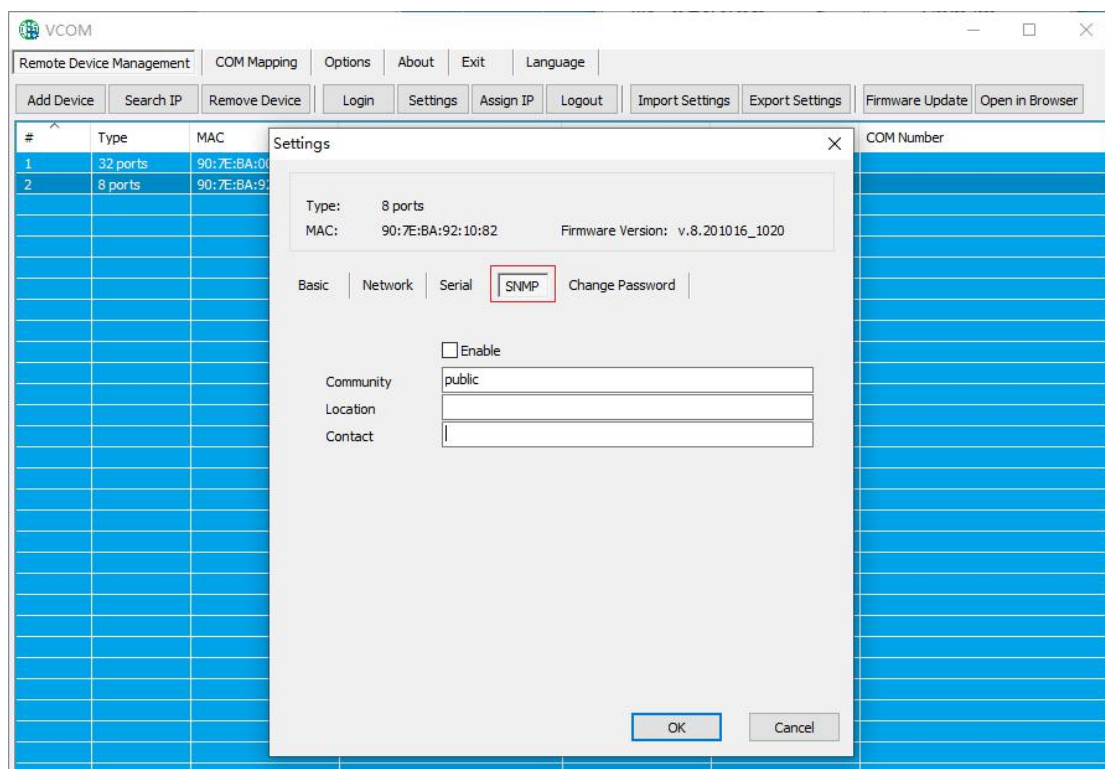 VCOM
Remote Device Management COM Mapping Options About Exit Language
Add Device Search IP Remove Device Login Settings Assign IP Logout Import Settings Export Settings Firmware Update Open in Browser
# Type MAC COM Number
1 32 ports 90:7E:BA:00
2 8 ports 90:7E:BA:92
Settings
Type: 8 ports
MAC: 90:7E:BA:92:10:82 Firmware Version: v.8.201016_1020
Basic Network Serial SNMP Change Password
Enable
Community public
Location
Contact
OK Cancel